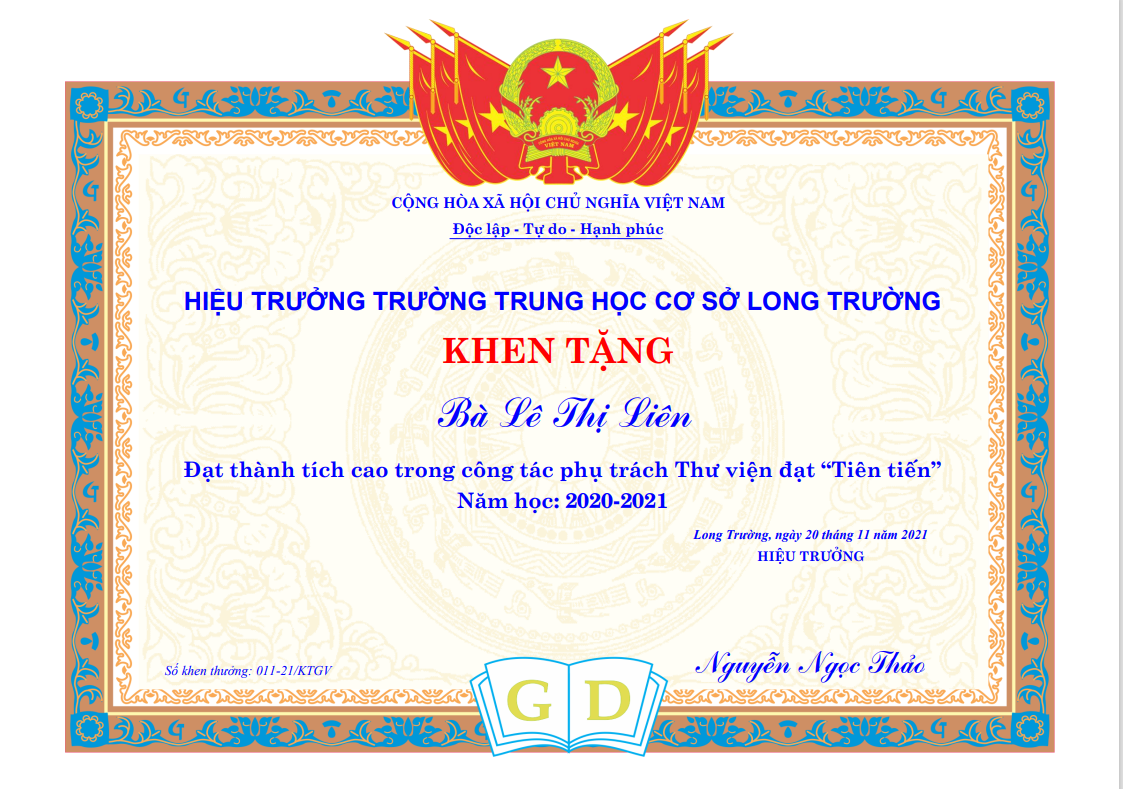 VIỆT NAM
CỘNG HÒA XÃ HỘI CHỦ NGHĨA VIỆT NAM
Độc lập - Tự do - Hạnh phúc
HIỆU TRƯỞNG TRƯỜNG TRUNG HỌC CƠ SỞ LONG TRƯỜNG
KHEN TẶNG
Bà Lê Thị Liên
Đạt thành tích cao trong công tác phụ trách Thư viện đạt “Tiên tiến”
Năm học: 2020-2021
Long Trường, ngày 20 tháng 11 năm 2021
HIỆU TRƯỞNG
Nguyễn Ngọc Thảo
Số khen thưởng: 011-21/KTGV
G D